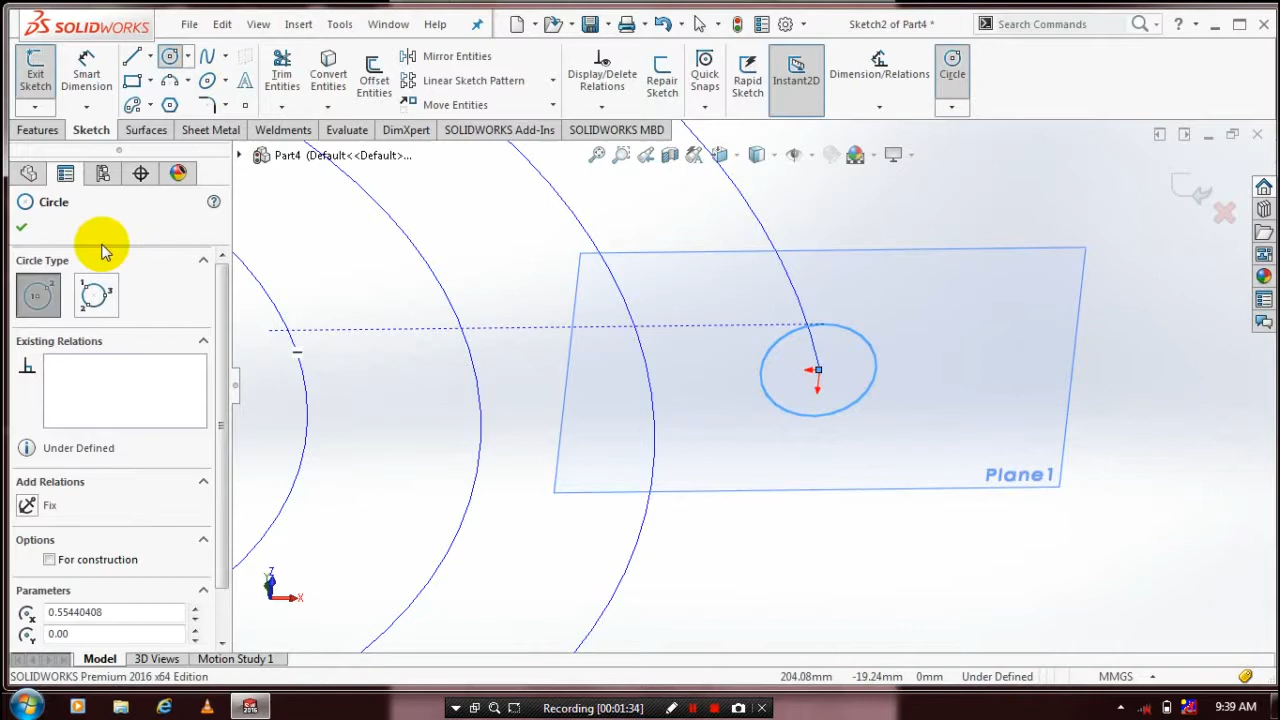 SOLIDWORKS File Edit View Insert Tools Window Help Sketch2 of Part4 * Search Commands ?
Exit Sketch
Smart Dimension
Trim Entities
Convert Entities
Offset Entities
Mirror Entities
Linear Sketch Pattern
Move Entities
Display/Delete Relations
Repair Sketch
Quick Snaps
Rapid Sketch
Instant2D
Dimension/Relations
Circle
Features Sketch Surfaces Sheet Metal Weldments Evaluate DimXpert SOLIDWORKS Add-Ins SOLIDWORKS MBD
Part4 (Default<<Default>...
Circle ?
Circle Type
Existing Relations
Under Defined
Add Relations
Fix
Options
For construction
Parameters
0.55440408
0.00
Plane1
Z
X
Model 3D Views Motion Study 1
SOLIDWORKS Premium 2016 x64 Edition 204.08mm -19.24mm 0mm Under Defined MMGS
Recording [00:01:34] 9:39 AM